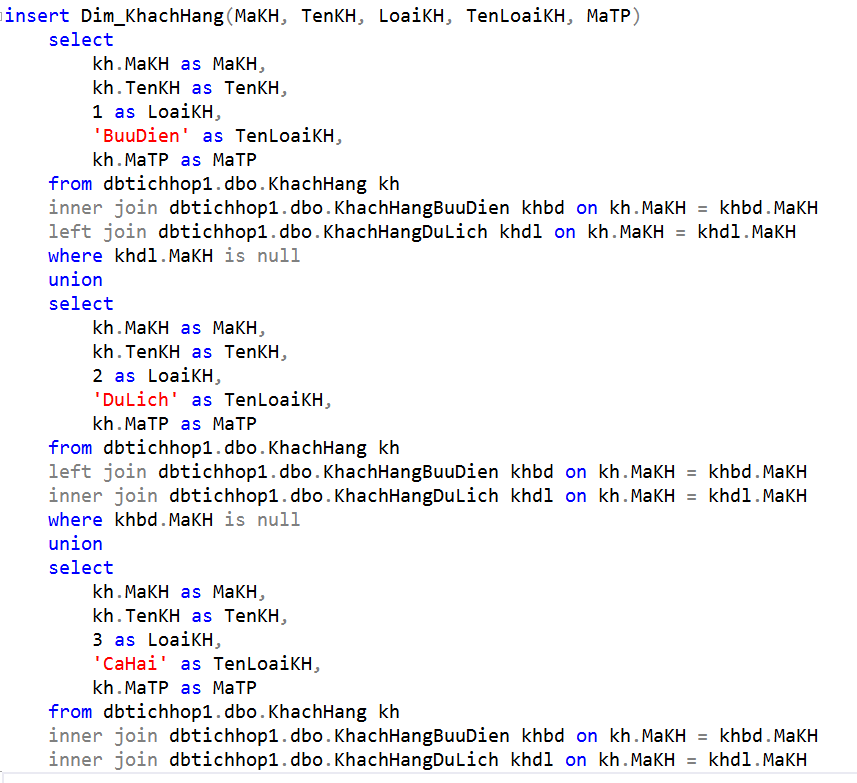 insert Dim_KhachHang(MaKH, TenKH, LoaiKH, TenLoaiKH, MaTP)
select
kh.MaKH as MaKH,
kh.TenKH as TenKH,
1 as LoaiKH,
'BuuDien' as TenLoaiKH,
kh.MaTP as MaTP
from dbtichhop1.dbo.KhachHang kh
inner join dbtichhop1.dbo.KhachHangBuuDien khbd on kh.MaKH = khbd.MaKH
left join dbtichhop1.dbo.KhachHangDuLich khdl on kh.MaKH = khdl.MaKH
where khdl.MaKH is null
union
select
kh.MaKH as MaKH,
kh.TenKH as TenKH,
2 as LoaiKH,
'DuLich' as TenLoaiKH,
kh.MaTP as MaTP
from dbtichhop1.dbo.KhachHang kh
left join dbtichhop1.dbo.KhachHangBuuDien khbd on kh.MaKH = khbd.MaKH
inner join dbtichhop1.dbo.KhachHangDuLich khdl on kh.MaKH = khdl.MaKH
where khbd.MaKH is null
union
select
kh.MaKH as MaKH,
kh.TenKH as TenKH,
3 as LoaiKH,
'CaHai' as TenLoaiKH,
kh.MaTP as MaTP
from dbtichhop1.dbo.KhachHang kh
inner join dbtichhop1.dbo.KhachHangBuuDien khbd on kh.MaKH = khbd.MaKH
inner join dbtichhop1.dbo.KhachHangDuLich khdl on kh.MaKH = khdl.MaKH